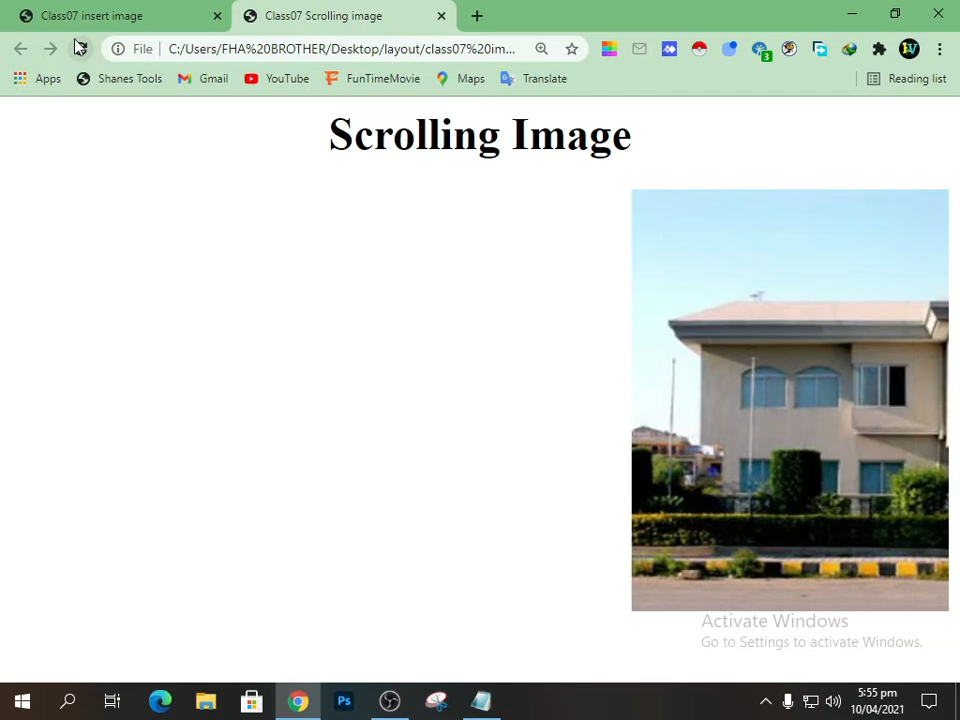 Class07 insert image
Class07 Scrolling image
File
C:/Users/FHA%20BROTHER/Desktop/layout/class07%20im...
3
Apps
Shanes Tools
Gmail
YouTube
FunTimeMovie
Maps
Translate
Reading list
Scrolling Image
Activate Windows
Go to Settings to activate Windows.
Ps
5:55 pm
10/04/2021